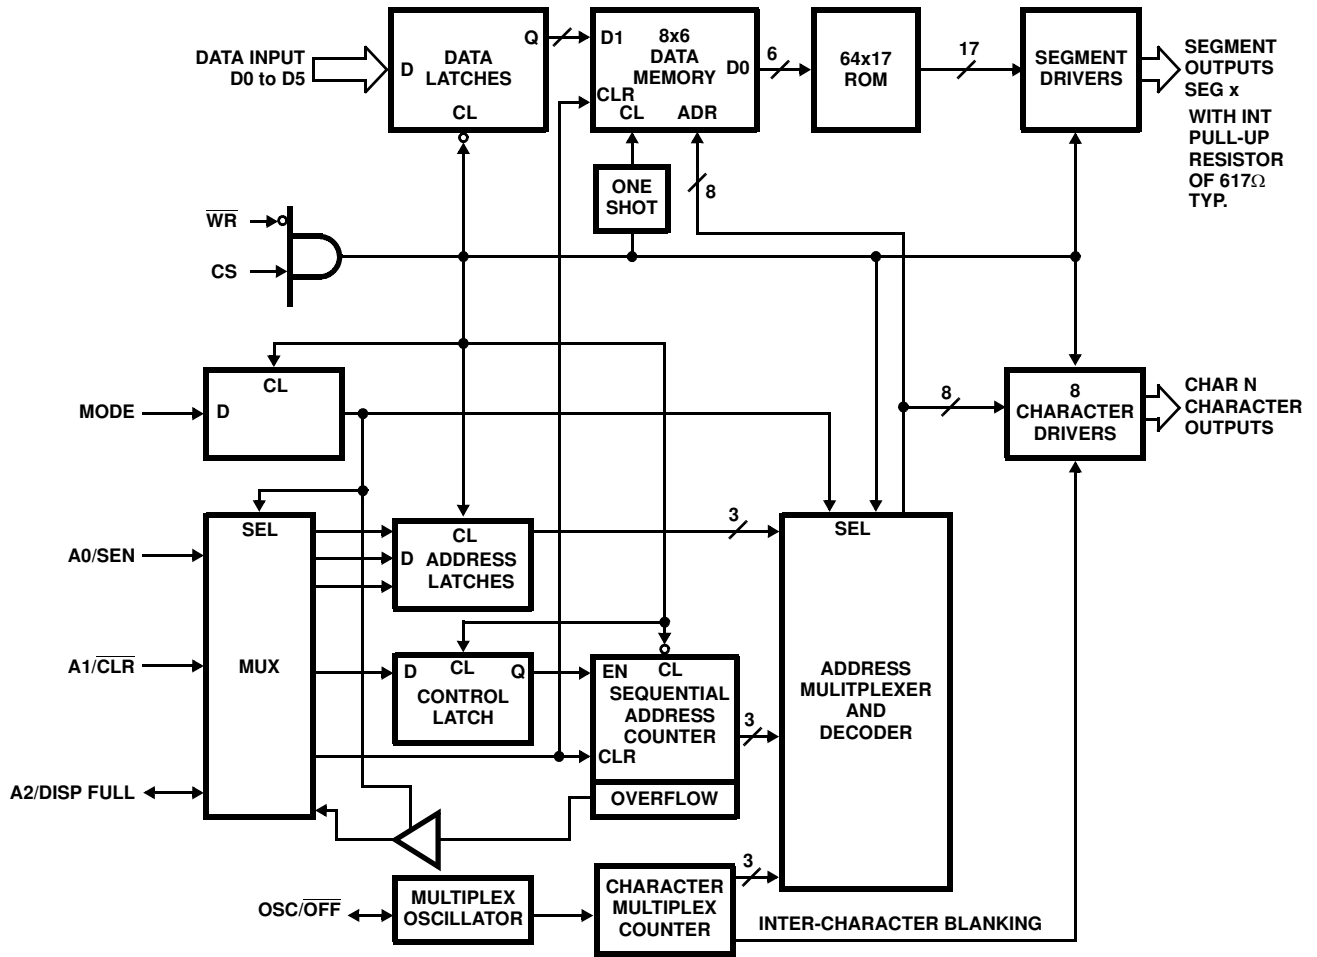 DATA INPUT
D0 to D5
D
DATA
LATCHES
Q
CL
D1
8x6
DATA
MEMORY
D0
CLR
CL
ADR
6
64x17
ROM
17
SEGMENT
DRIVERS
SEGMENT
OUTPUTS
SEG x
WITH INT
PULL-UP
RESISTOR
OF 617Ω
TYP.
ONE
SHOT
8
WR
CS
MODE
CL
D
8
8
CHARACTER
DRIVERS
CHAR N
CHARACTER
OUTPUTS
A0/SEN
A1/CLR
A2/DISP FULL
SEL
MUX
CL
D
ADDRESS
LATCHES
3
SEL
ADDRESS
MULITPLEXER
AND
DECODER
D
CL
Q
CONTROL
LATCH
EN
CL
SEQUENTIAL
ADDRESS
COUNTER
CLR
OVERFLOW
3
OSC/OFF
MULTIPLEX
OSCILLATOR
CHARACTER
MULTIPLEX
COUNTER
3
INTER-CHARACTER BLANKING